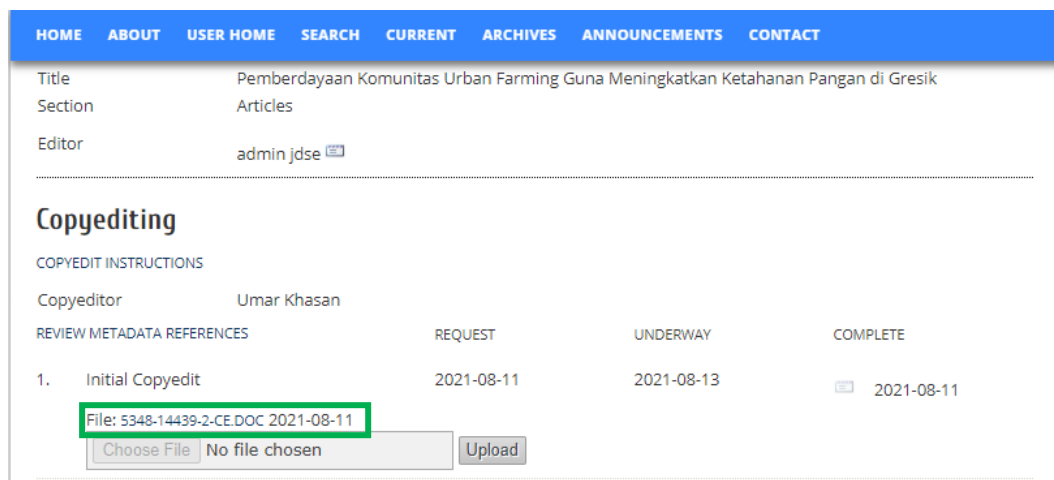 HOME ABOUT USER HOME SEARCH CURRENT ARCHIVES ANNOUNCEMENTS CONTACT
Title Pemberdayaan Komunitas Urban Farming Guna Meningkatkan Ketahanan Pangan di Gresik
Section Articles
Editor admin jdse
Copyediting
COPYEDIT INSTRUCTIONS
Copyeditor Umar Khasan
REVIEW METADATA REFERENCES REQUEST UNDERWAY COMPLETE
1. Initial Copyedit 2021-08-11 2021-08-13 2021-08-11
File: 5348-14439-2-CE.DOC 2021-08-11
Choose File No file chosen Upload